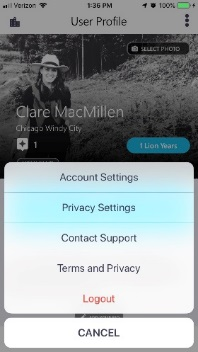 Verizon 1:36 PM 100%
User Profile
SELECT PHOTO
Clare MacMillen
Chicago Windy City
1
1 Lion Years
Account Settings
Privacy Settings
Contact Support
Terms and Privacy
Logout
CANCEL